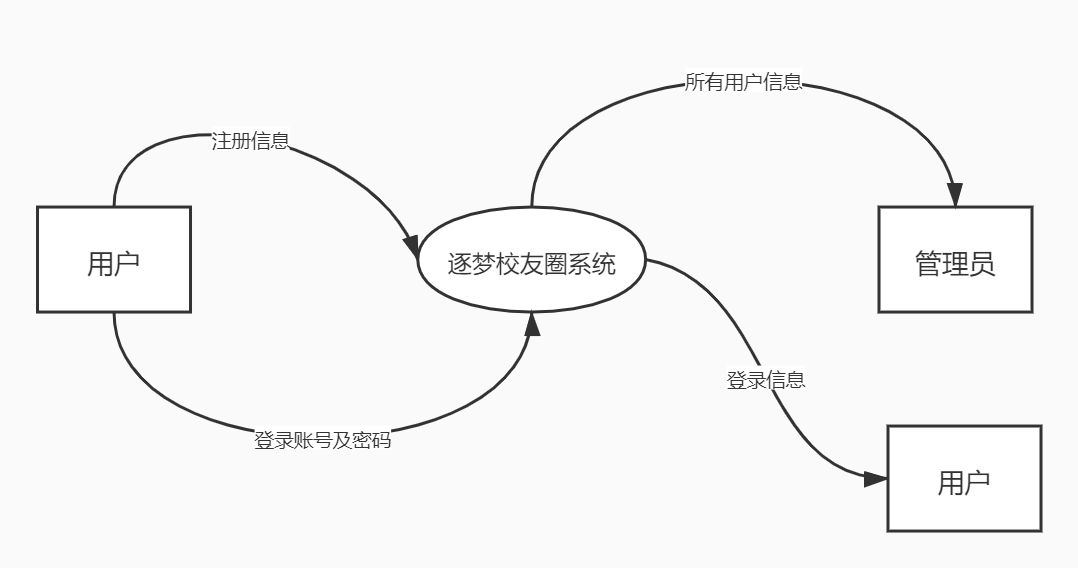 所有用户信息
注册信息
用户
逐梦校友圈系统
管理员
登录信息
登录账号及密码
用户